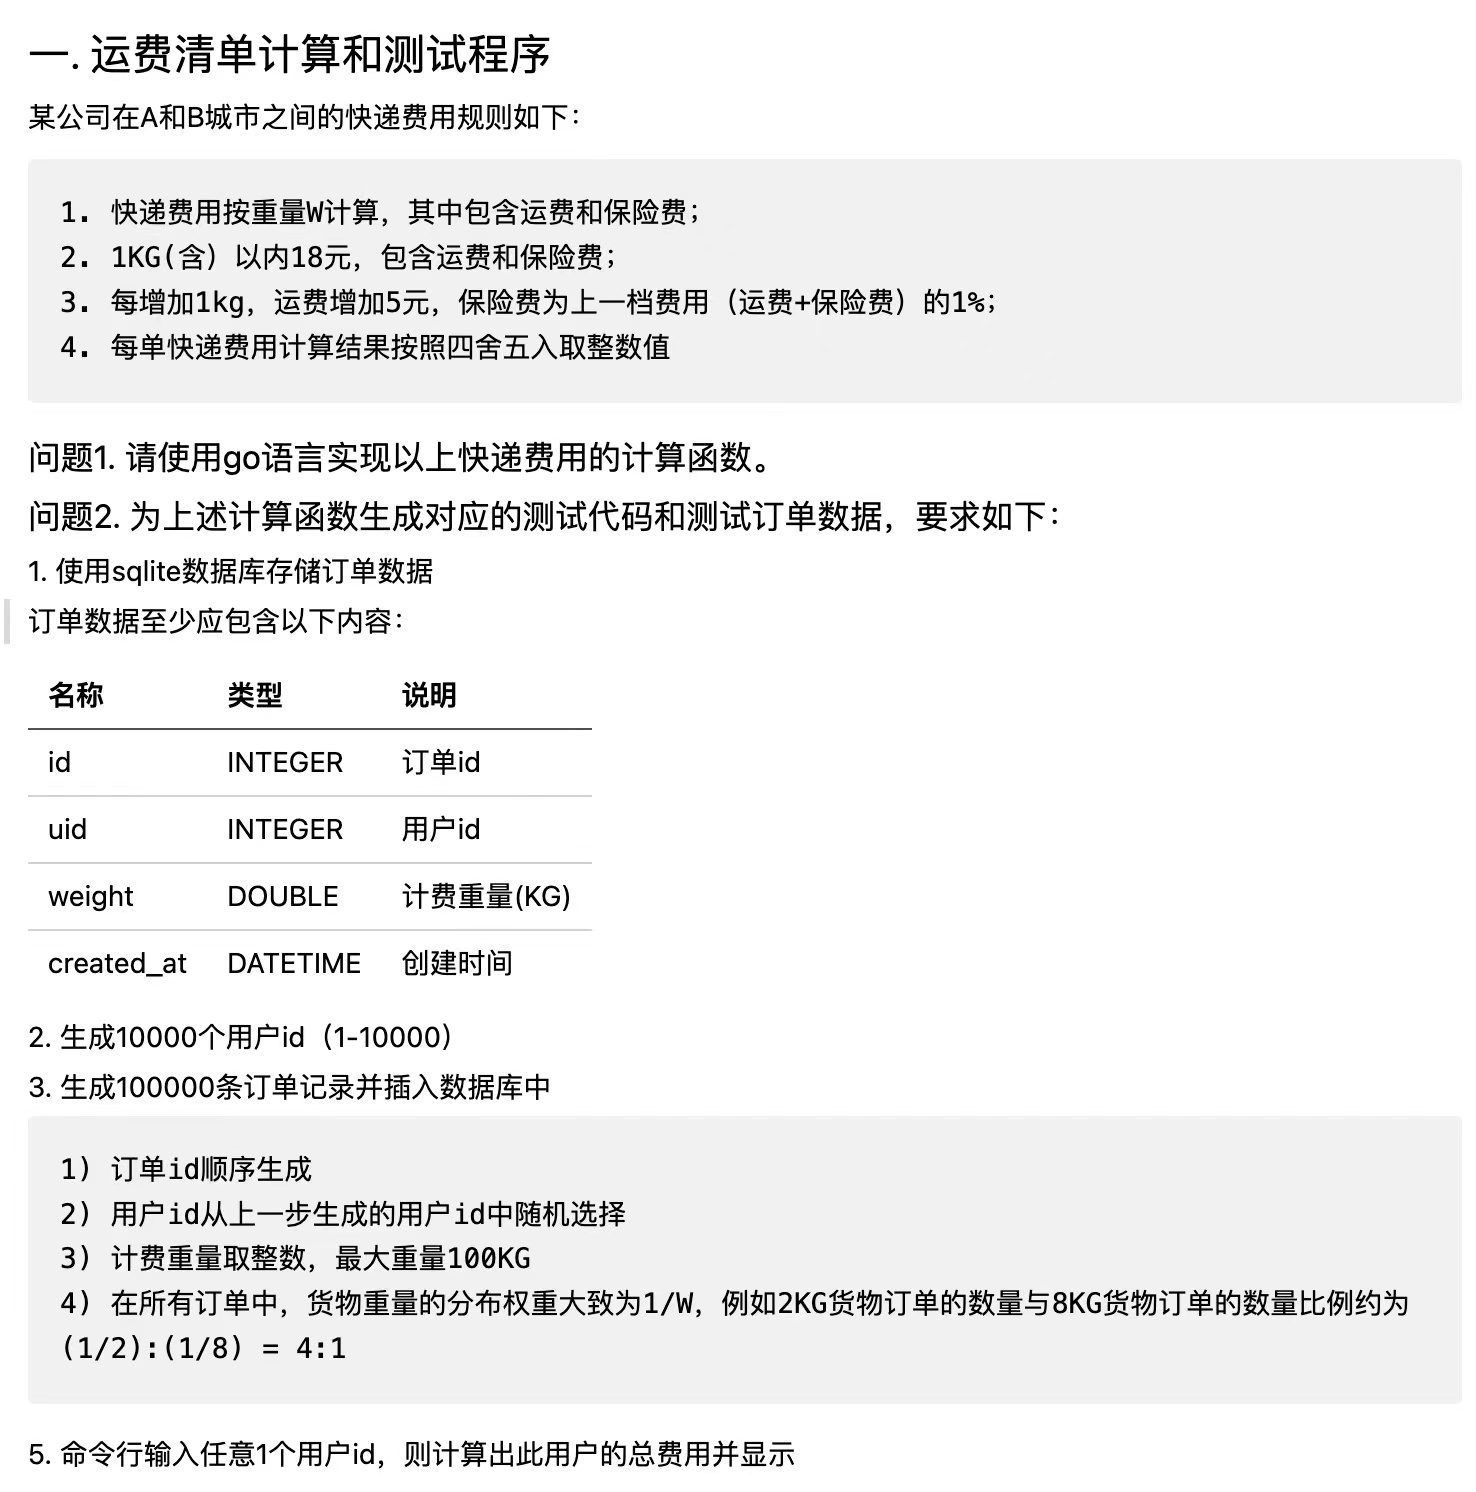 一. 运费清单计算和测试程序
某公司在A和B城市之间的快递费用规则如下：
1. 快递费用按重量W计算，其中包含运费和保险费；
2. 1KG(含）以内18元，包含运费和保险费；
3. 每增加1kg，运费增加5元，保险费为上一档费用（运费+保险费）的1%；
4. 每单快递费用计算结果按照四舍五入取整数值
问题1. 请使用go语言实现以上快递费用的计算函数。
问题2. 为上述计算函数生成对应的测试代码和测试订单数据，要求如下：
1. 使用sqlite数据库存储订单数据
订单数据至少应包含以下内容：
名称 类型 说明
id INTEGER 订单id
uid INTEGER 用户id
weight DOUBLE 计费重量(KG)
created_at DATETIME 创建时间
2. 生成10000个用户id（1-10000）
3. 生成100000条订单记录并插入数据库中
1) 订单id顺序生成
2) 用户id从上一步生成的用户id中随机选择
3) 计费重量取整数，最大重量100KG
4) 在所有订单中，货物重量的分布权重大致为1/W，例如2KG货物订单的数量与8KG货物订单的数量比例约为
(1/2):(1/8) = 4:1
5. 命令行输入任意1个用户id，则计算出此用户的总费用并显示